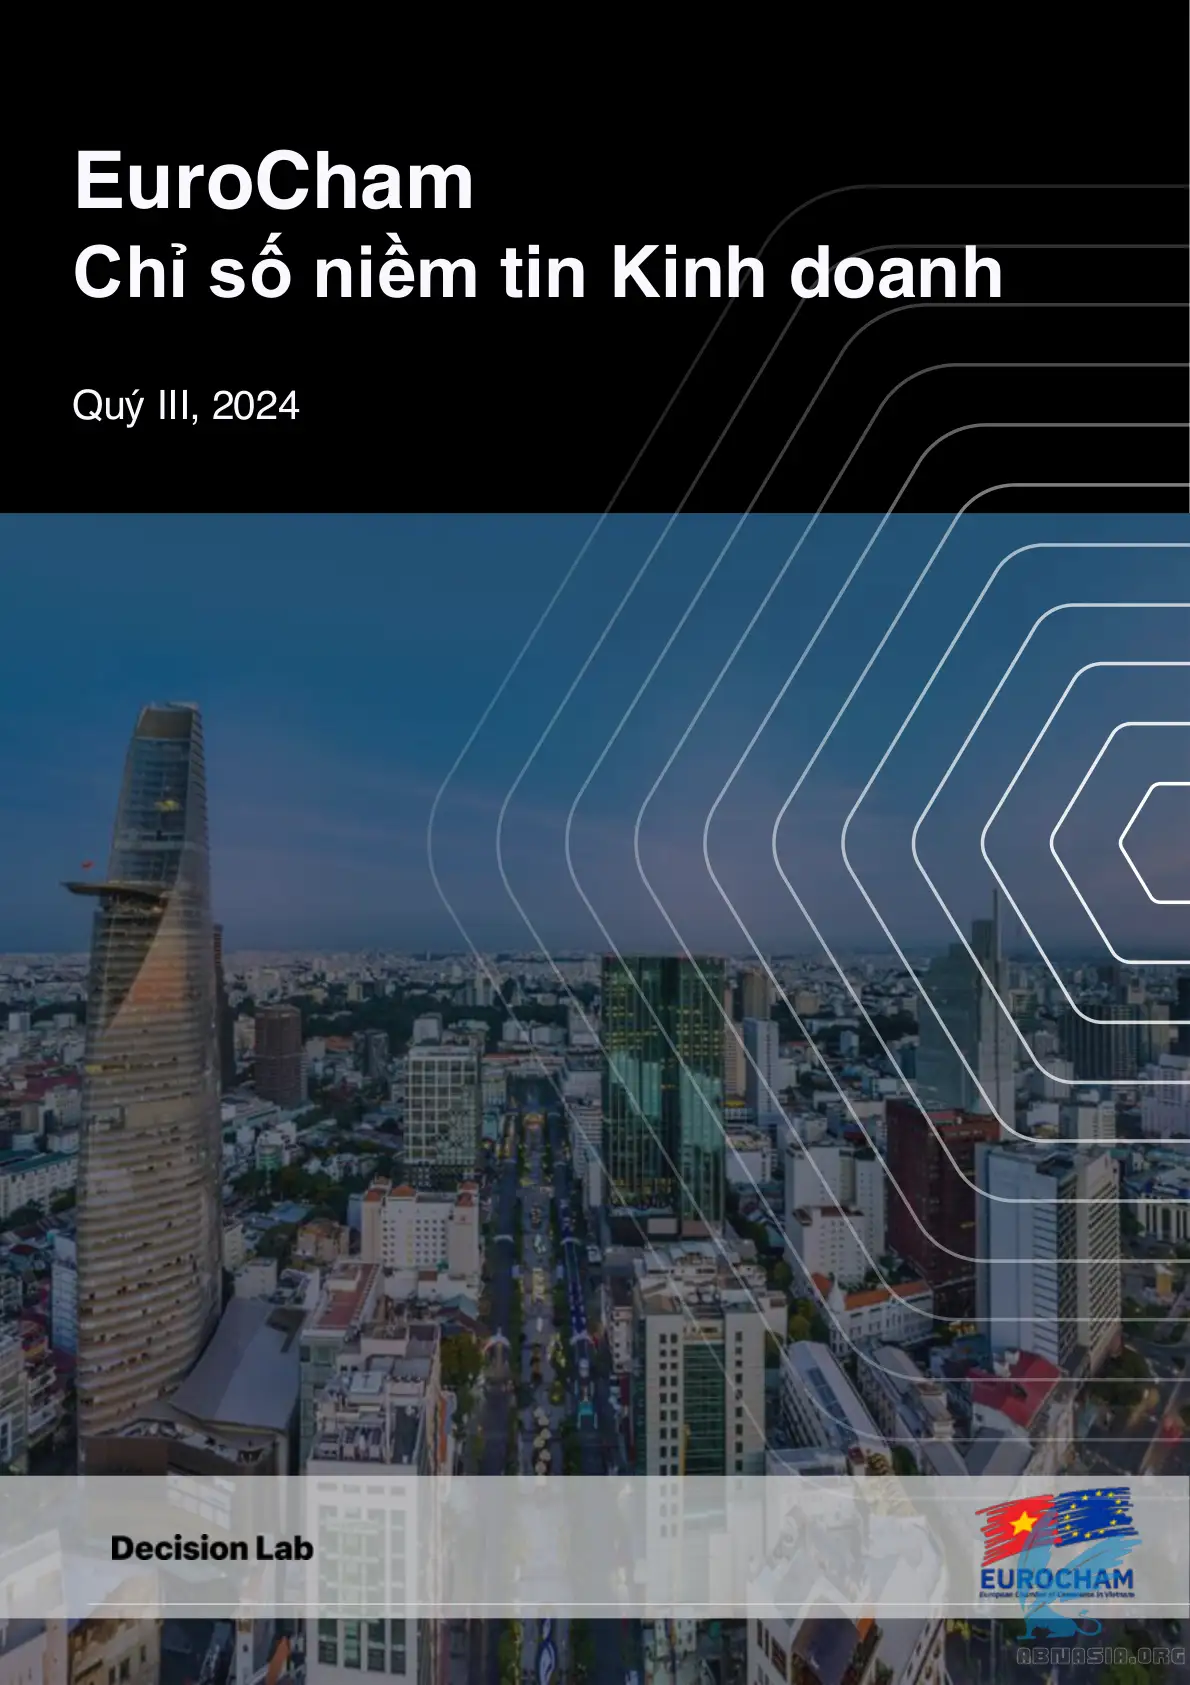 EuroCham
Chỉ số niềm tin Kinh doanh
Quý III, 2024
Decision Lab
EUROCHAM
European Chamber of Commerce in Vietnam
ABNASIA.ORG